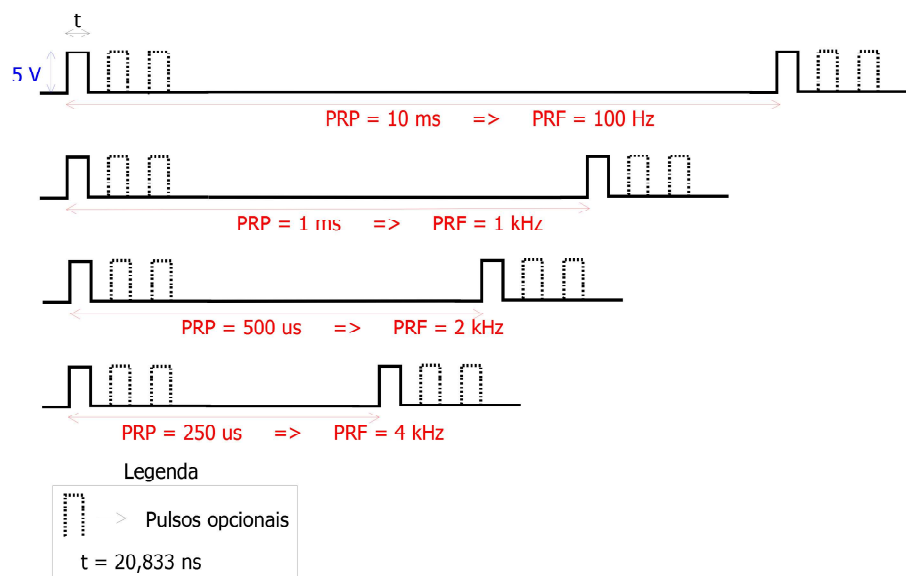 t
5 V
PRP = 10 ms => PRF = 100 Hz
PRP = 1 ms => PRF = 1 kHz
PRP = 500 us => PRF = 2 kHz
PRP = 250 us => PRF = 4 kHz
Legenda
> Pulsos opcionais
t = 20,833 ns